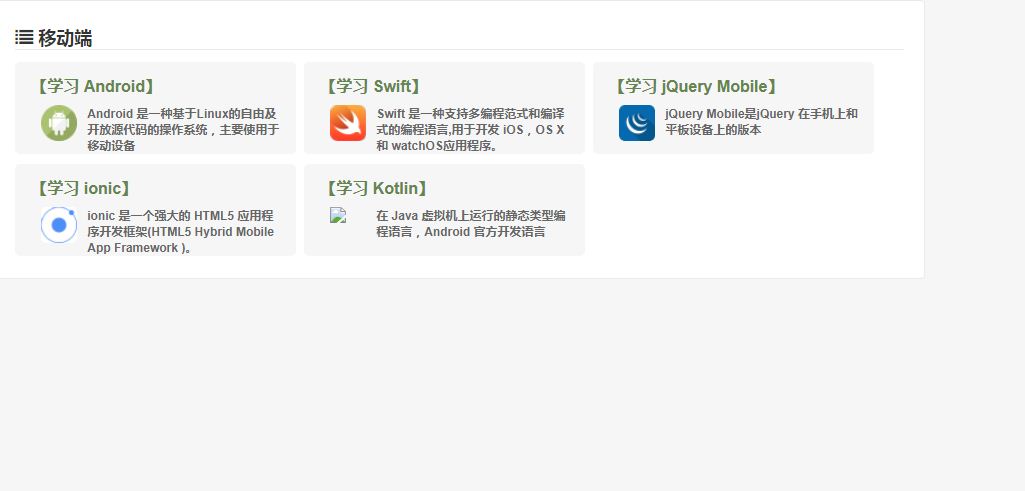 移动端
【学习 Android】
Android 是一种基于Linux的自由及
开放源代码的操作系统，主要使用于
移动设备
【学习 Swift】
Swift 是一种支持多编程范式和编译
式的编程语言,用于开发 iOS，OS X
和 watchOS应用程序。
【学习 jQuery Mobile】
jQuery Mobile是jQuery 在手机上和
平板设备上的版本
【学习 ionic】
ionic 是一个强大的 HTML5 应用程
序开发框架(HTML5 Hybrid Mobile
App Framework )。
【学习 Kotlin】
在 Java 虚拟机上运行的静态类型编
程语言，Android 官方开发语言